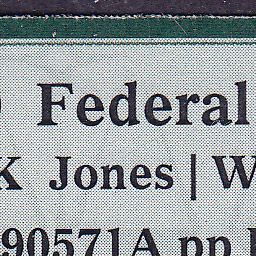 Federal
K Jones | W
90571A pp